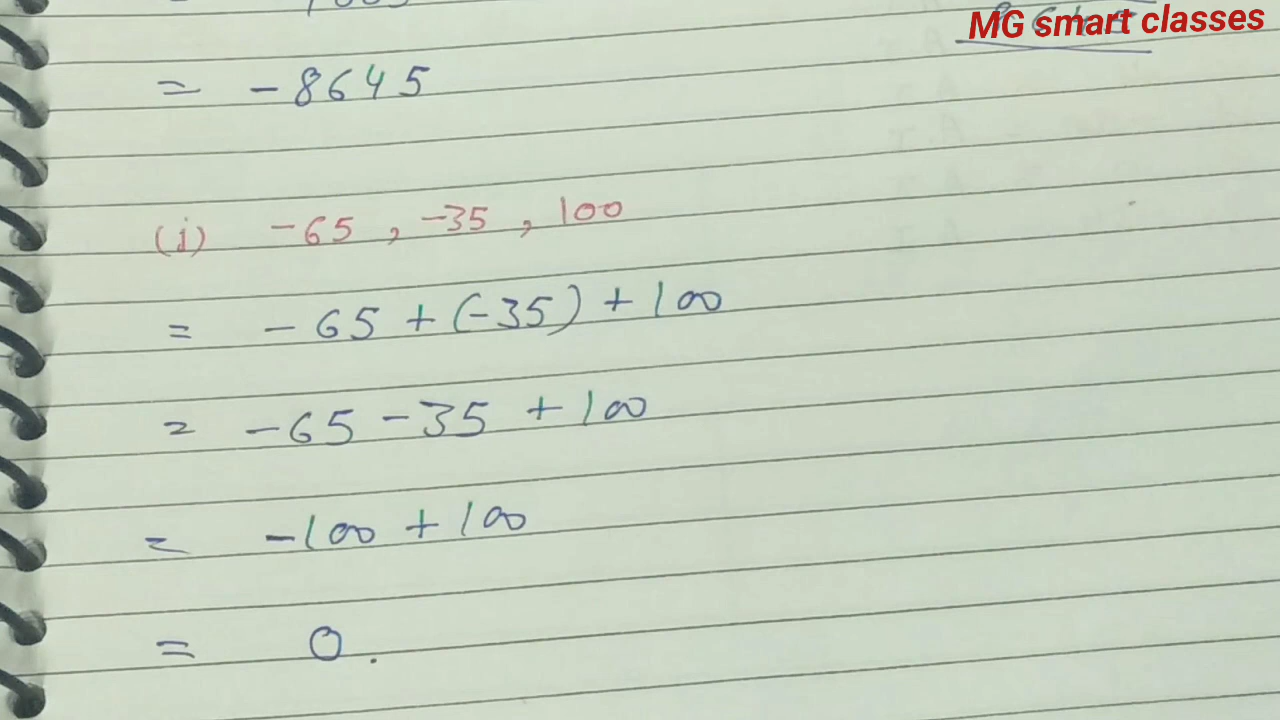 MG smart classes
= -8645
(j) -65, -35, 100
= -65 + (-35) + 100
= -65 - 35 + 100
= -100 + 100
= 0.